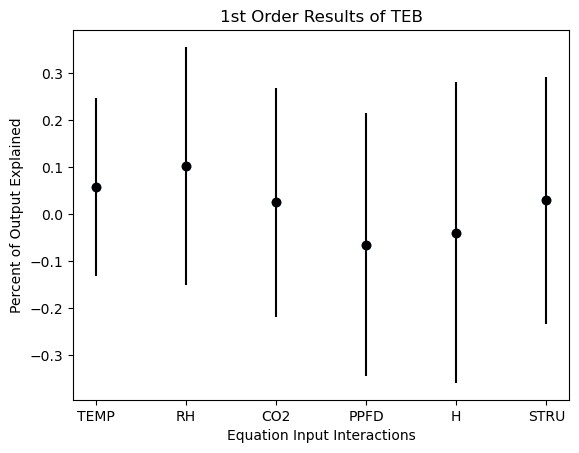 1st Order Results of TEB
Percent of Output Explained
0.3
0.2
0.1
0.0
−0.1
−0.2
−0.3
TEMP RH CO2 PPFD H STRU
Equation Input Interactions